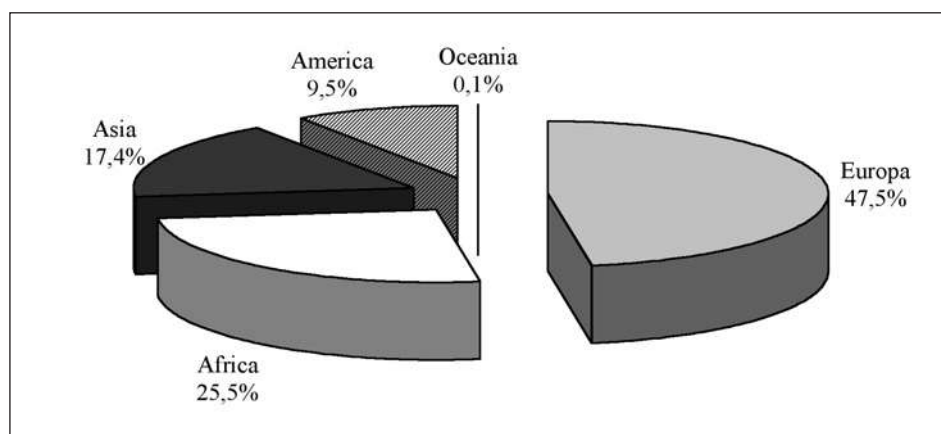 America
9,5%
Oceania
0,1%
Asia
17,4%
Europa
47,5%
Africa
25,5%